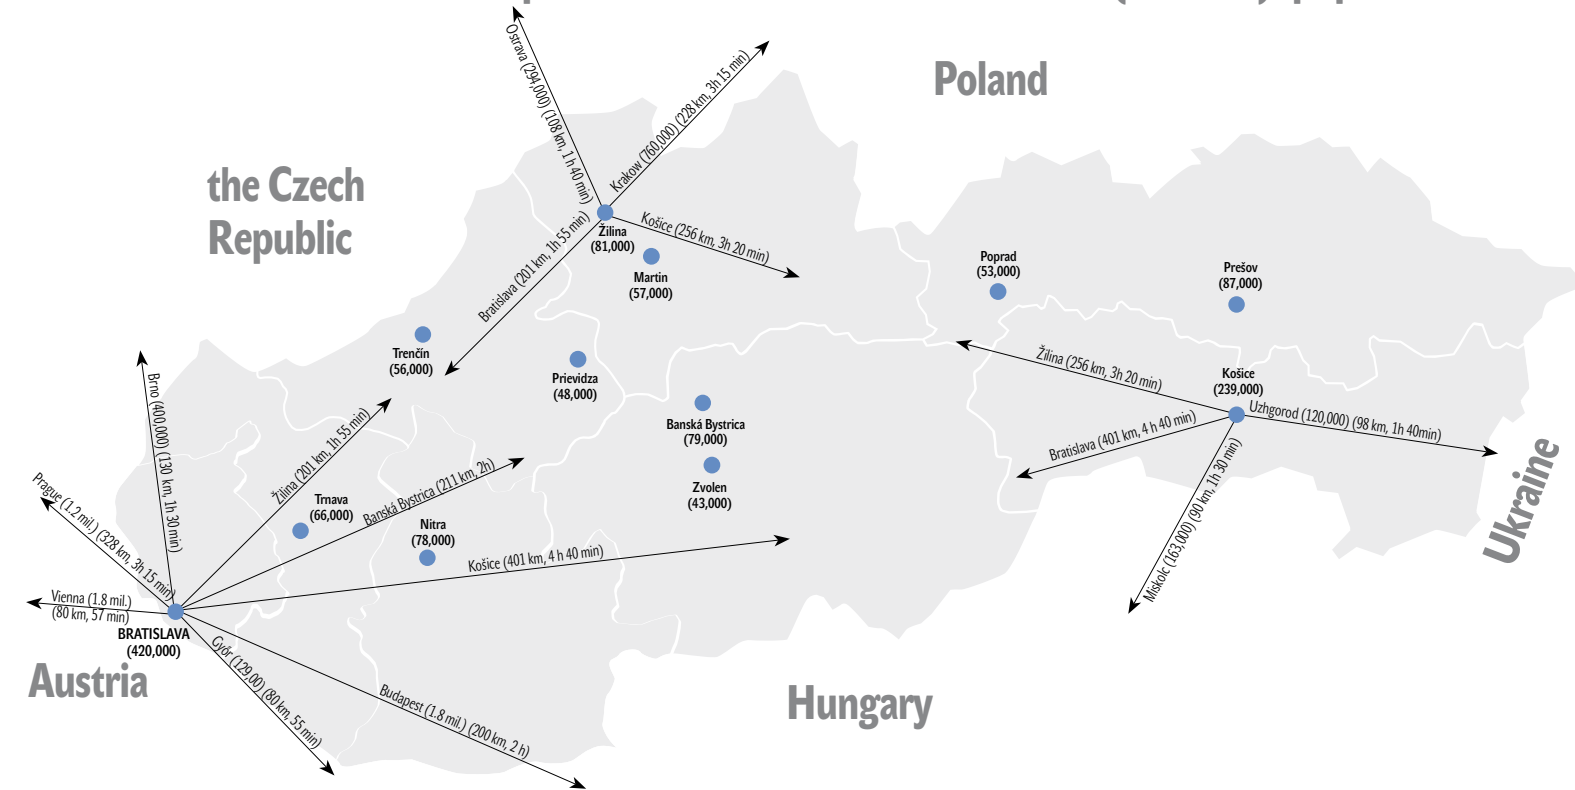 Poland
the Czech
Republic
Ostrava (294,000) (108 km, 1 h 40 min)
Krakow (760,000) (228 km, 3h 15 min)
Košice (256 km, 3h 20 min)
Bratislava (201 km, 1h 55 min)
Žilina
(81,000)
Martin
(57,000)
Poprad
(53,000)
Prešov
(87,000)
Trenčín
(56,000)
Prievidza
(48,000)
Banská Bystrica
(79,000)
Zvolen
(43,000)
Žilina (256 km, 3h 20 min)
Košice
(239,000)
Uzhgorod (120,000) (98 km, 1h 40min)
Bratislava (401 km, 4 h 40 min)
Miskolc (163,000) (90 km, 1h 30 min)
Ukraine
Brno (400,000) (130 km, 1h 30 min)
Žilina (201 km, 1h 55 min)
Prague (1.2 mil.) (328 km, 3h 15 min)
Trnava
(66,000)
Banská Bystrica (211 km, 2h)
Nitra
(78,000)
Košice (401 km, 4 h 40 min)
Vienna (1.8 mil.)
(80 km, 57 min)
BRATISLAVA
(420,000)
Austria
Győr (129,00) (80 km, 55 min)
Budapest (1.8 mil.) (200 km, 2 h)
Hungary